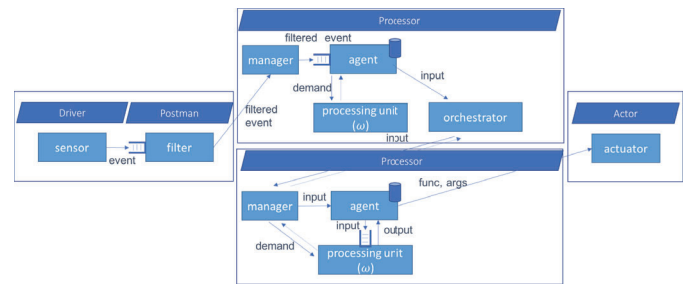 Processor
filtered event
manager
agent
demand
input
processing unit
(ω)
orchestrator
filtered
event
Driver
Postman
sensor
event
filter
Actor
actuator
input
Processor
manager
input
agent
func, args
input
output
demand
processing unit
(ω)